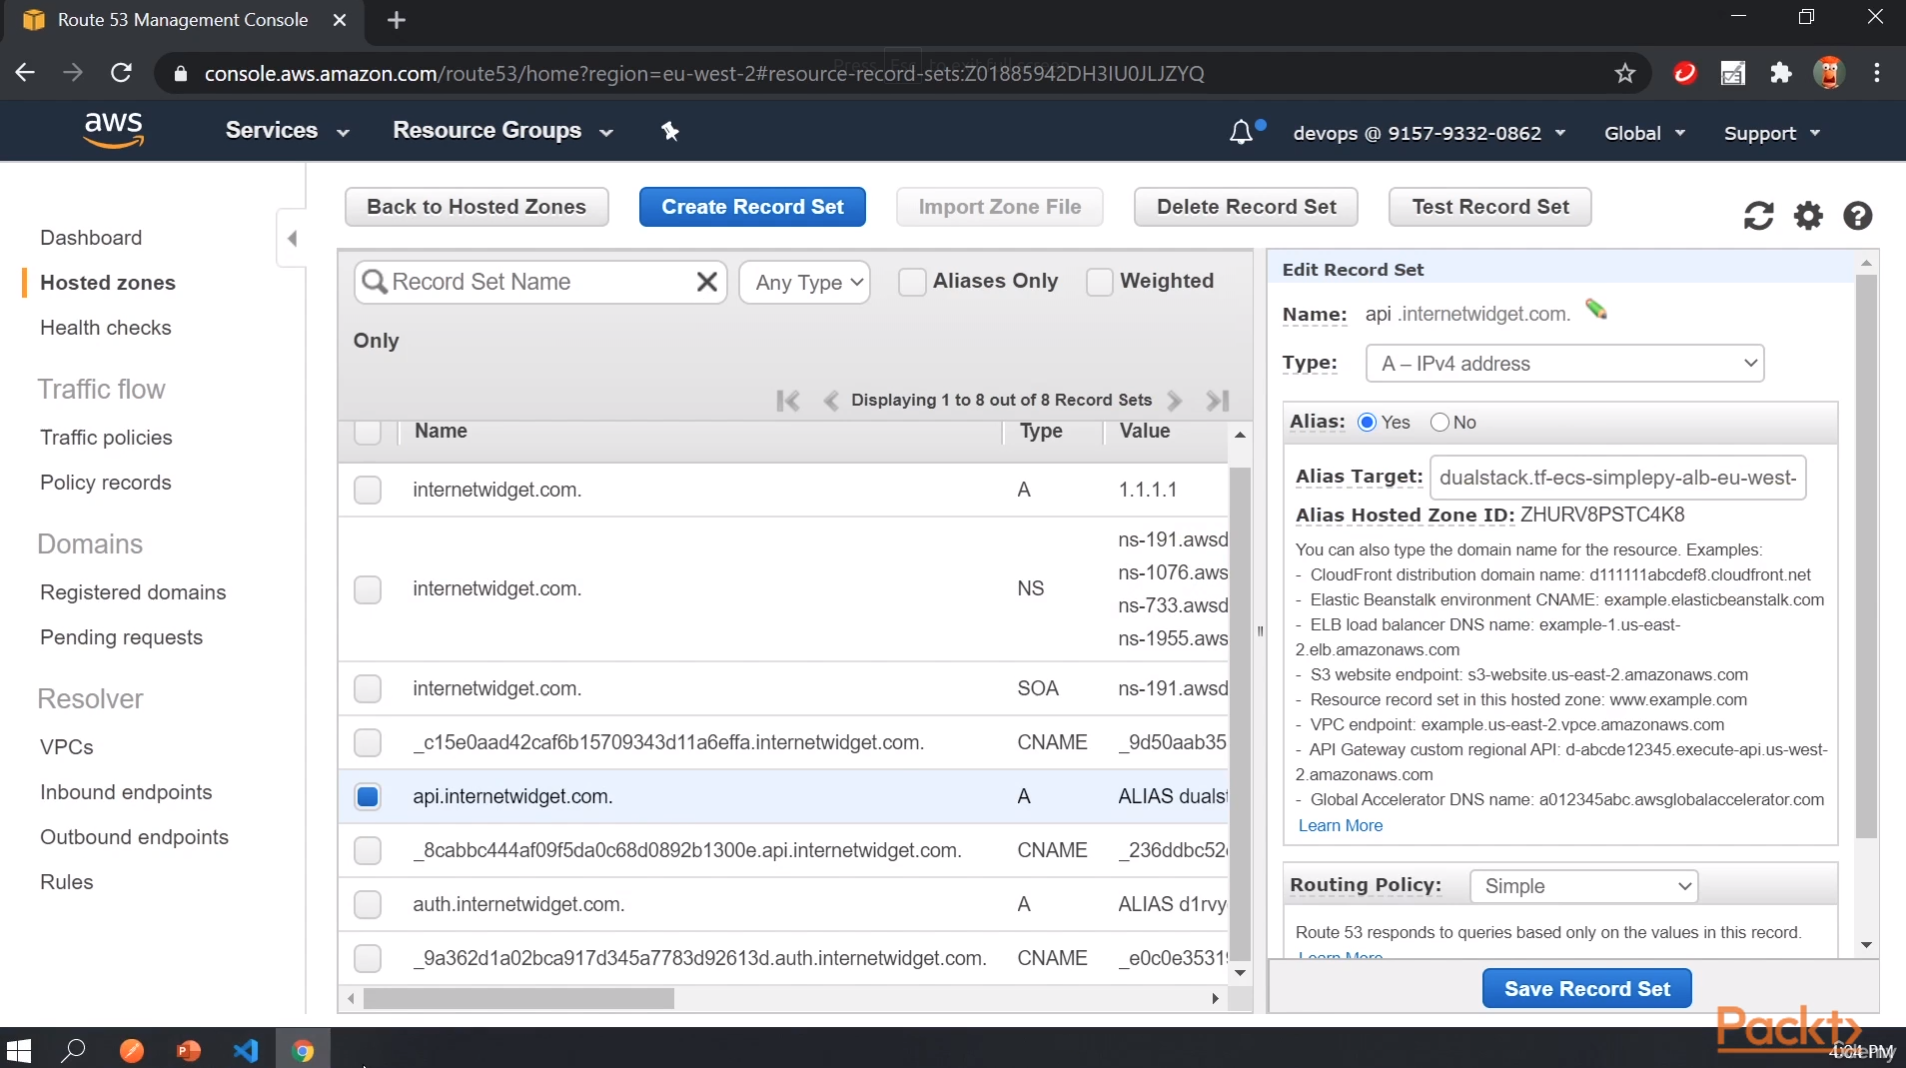 Route 53 Management Console
console.aws.amazon.com/route53/home?region=eu-west-2#resource-record-sets:Z01885942DH3IU0JLJZYQ
aws
Services
Resource Groups
devops @ 9157-9332-0862
Global
Support
Dashboard
Hosted zones
Health checks
Traffic flow
Traffic policies
Policy records
Domains
Registered domains
Pending requests
Resolver
VPCs
Inbound endpoints
Outbound endpoints
Rules
Back to Hosted Zones
Create Record Set
Import Zone File
Delete Record Set
Test Record Set
Record Set Name
Any Type
Aliases Only
Weighted
Only
Displaying 1 to 8 out of 8 Record Sets
Name Type Value
internetwidget.com. A 1.1.1.1
internetwidget.com. NS
ns-191.awsd
ns-1076.aws
ns-733.awsd
ns-1955.aws
internetwidget.com. SOA ns-191.awsd
_c15e0aad42caf6b15709343d11a6effa.internetwidget.com. CNAME _9d50aab35
api.internetwidget.com. A ALIAS dualst
_8cabbc444af09f5da0c68d0892b1300e.api.internetwidget.com. CNAME _236ddbc52
auth.internetwidget.com. A ALIAS d1rvy
_9a362d1a02bca917d345a7783d92613d.auth.internetwidget.com. CNAME _e0c0e3531
Edit Record Set
Name: api .internetwidget.com.
Type: A – IPv4 address
Alias: Yes No
Alias Target: dualstack.tf-ecs-simplepy-alb-eu-west-
Alias Hosted Zone ID: ZHURV8PSTC4K8
You can also type the domain name for the resource. Examples:
- CloudFront distribution domain name: d111111abcdef8.cloudfront.net
- Elastic Beanstalk environment CNAME: example.elasticbeanstalk.com
- ELB load balancer DNS name: example-1.us-east-
2.elb.amazonaws.com
- S3 website endpoint: s3-website.us-east-2.amazonaws.com
- Resource record set in this hosted zone: www.example.com
- VPC endpoint: example.us-east-2.vpce.amazonaws.com
- API Gateway custom regional API: d-abcde12345.execute-api.us-west-
2.amazonaws.com
- Global Accelerator DNS name: a012345abc.awsglobalaccelerator.com
Learn More
Routing Policy: Simple
Route 53 responds to queries based only on the values in this record.
Learn More
Save Record Set
Packt
4:24 PM